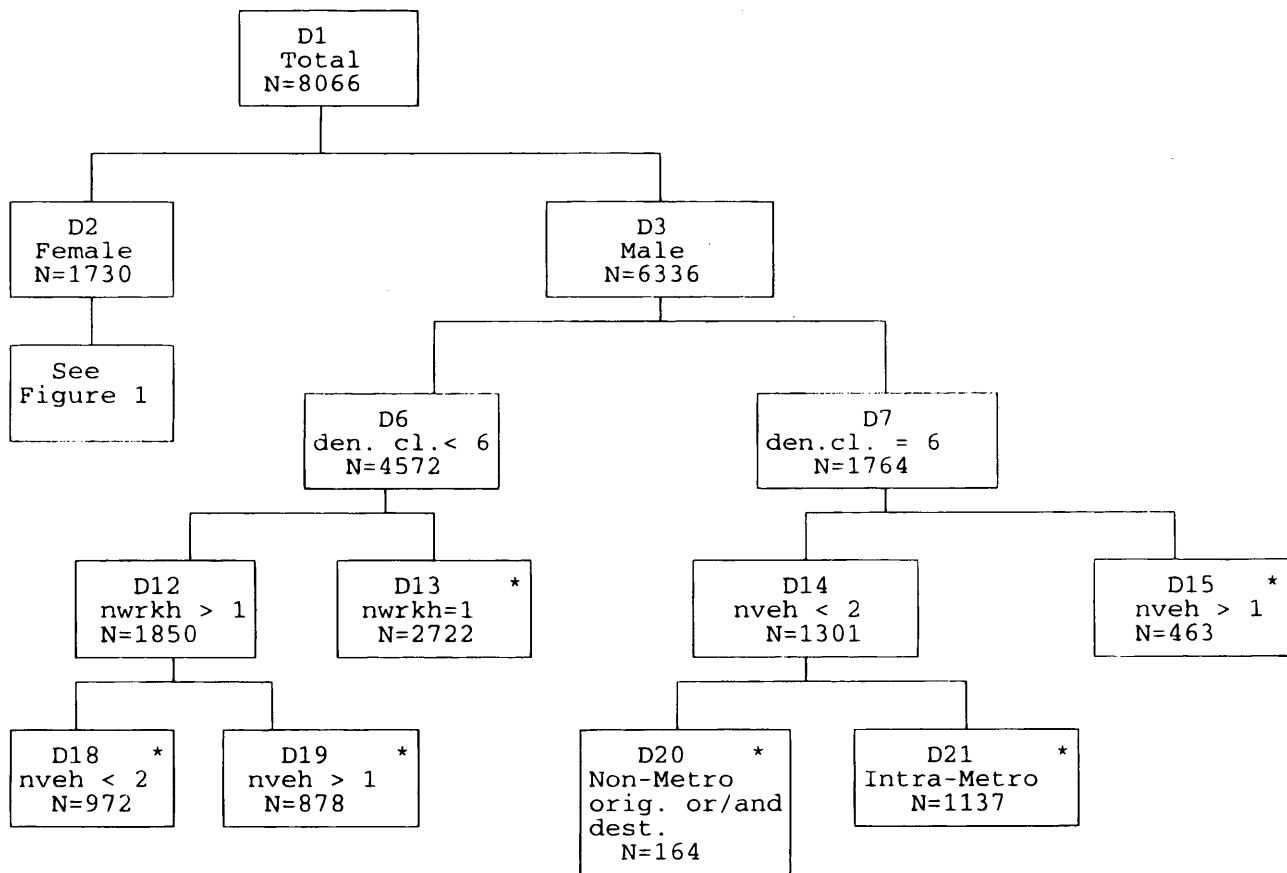 D1
Total
N=8066
D2
Female
N=1730
D3
Male
N=6336
See
Figure 1
D6
den. cl.< 6
N=4572
D7
den.cl. = 6
N=1764
D12
nwrkh > 1
N=1850
D13 *
nwrkh=1
N=2722
D14
nveh < 2
N=1301
D15 *
nveh > 1
N=463
D18 *
nveh < 2
N=972
D19 *
nveh > 1
N=878
D20 *
Non-Metro
orig. or/and
dest.
N=164
D21 *
Intra-Metro
N=1137